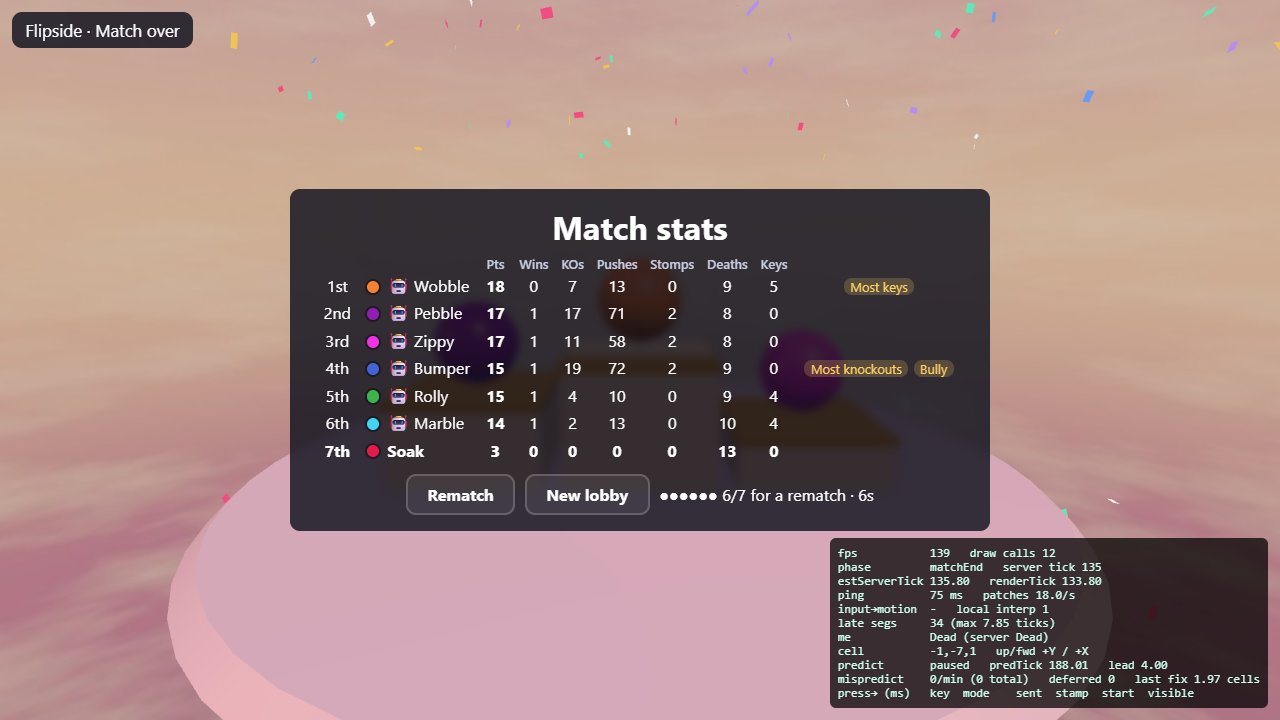 Flipside · Match over
Match stats
Pts Wins KOs Pushes Stomps Deaths Keys
1st Wobble 18 0 7 13 0 9 5 Most keys
2nd Pebble 17 1 17 71 2 8 0
3rd Zippy 17 1 11 58 2 8 0
4th Bumper 15 1 19 72 2 9 0 Most knockouts Bully
5th Rolly 15 1 4 10 0 9 4
6th Marble 14 1 2 13 0 10 4
7th Soak 3 0 0 0 0 13 0
Rematch New lobby ●●●●●● 6/7 for a rematch · 6s
fps 139 draw calls 12
phase matchEnd server tick 135
estServerTick 135.80 renderTick 133.80
ping 75 ms patches 18.0/s
input→motion - local interp 1
late segs 34 (max 7.85 ticks)
me Dead (server Dead)
cell -1,-7,1 up/fwd +Y / +X
predict paused predTick 188.01 lead 4.00
mispredict 0/min (0 total) deferred 0 last fix 1.97 cells
press→ (ms) key mode sent stamp start visible